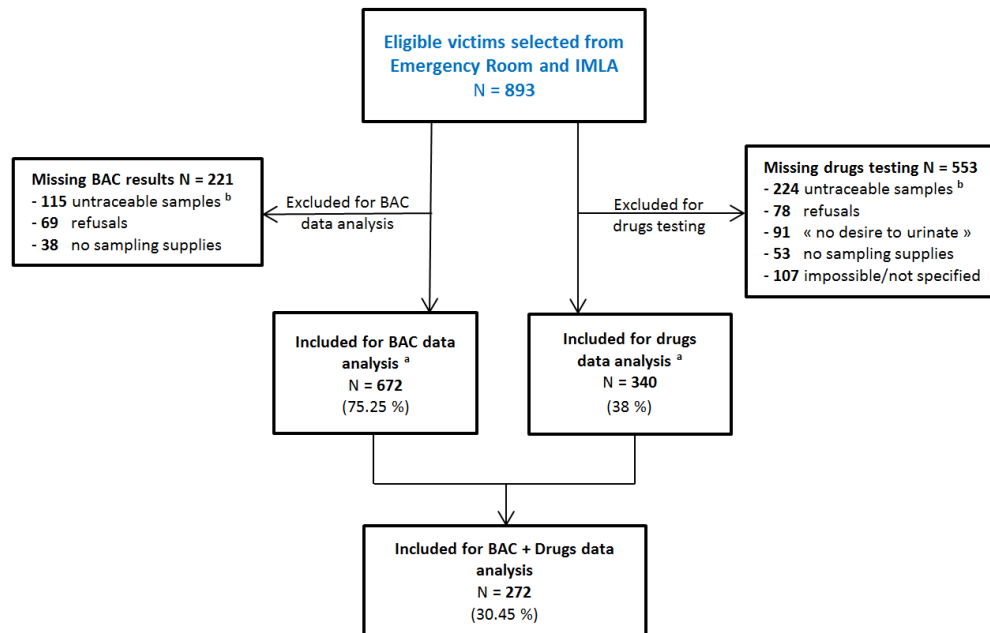 Eligible victims selected from
Emergency Room and IMLA
N = 893
Missing BAC results N = 221
- 115 untraceable samples b
- 69 refusals
- 38 no sampling supplies
Excluded for BAC
data analysis
Excluded for
drugs testing
Missing drugs testing N = 553
- 224 untraceable samples b
- 78 refusals
- 91 « no desire to urinate »
- 53 no sampling supplies
- 107 impossible/not specified
Included for BAC data
analysis a
N = 672
(75.25 %)
Included for drugs
data analysis a
N = 340
(38 %)
Included for BAC + Drugs data
analysis
N = 272
(30.45 %)